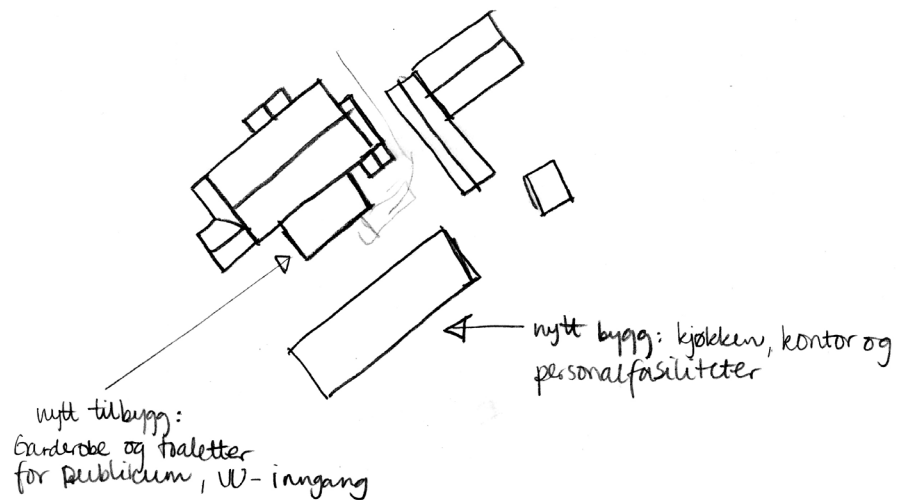 nytt bygg: kjøkken, kontor og
personalfasiliteter
nytt tilbygg:
Garderobe og toaletter
for publikum, UU-inngang